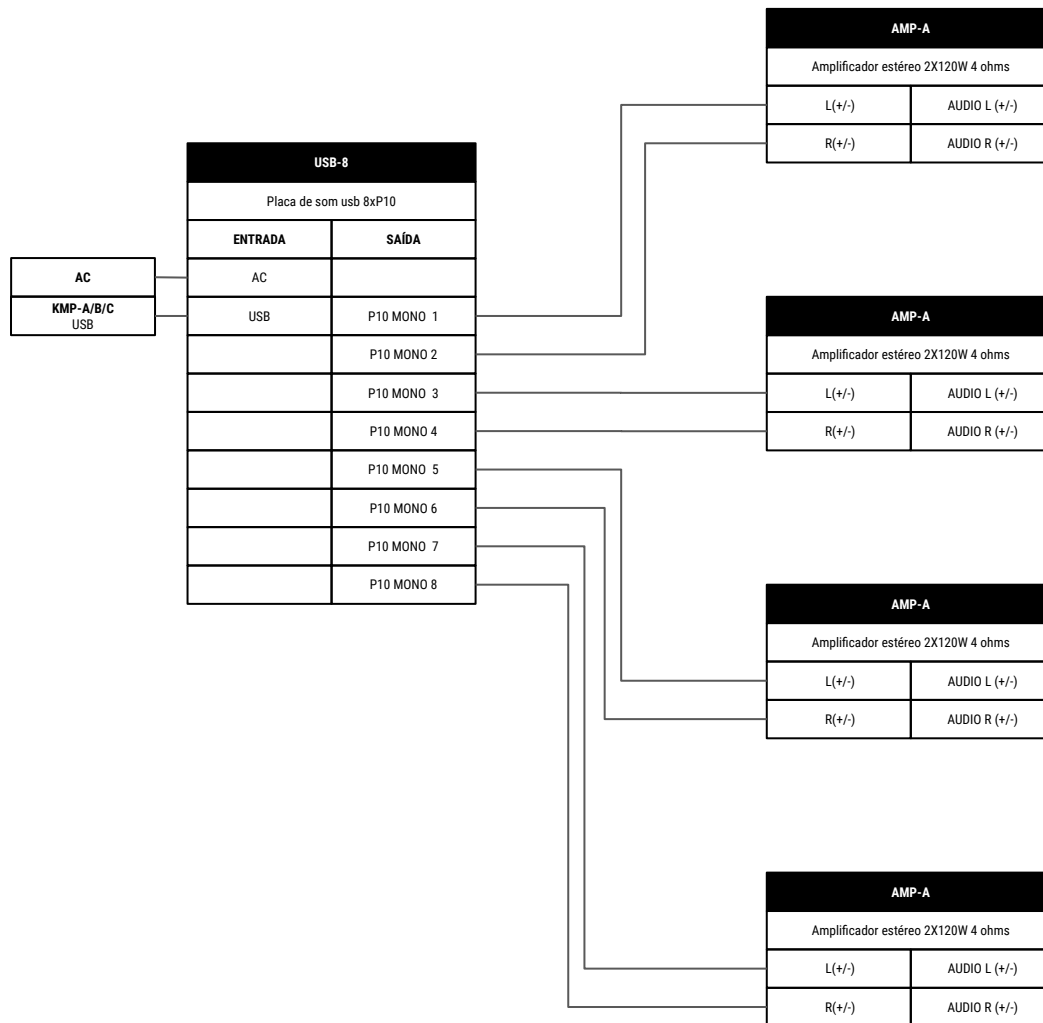 AMP-A
Amplificador estéreo 2X120W 4 ohms
L(+/-) AUDIO L (+/-)
R(+/-) AUDIO R (+/-)
USB-8
Placa de som usb 8xP10
ENTRADA SAÍDA
AC AC
KMP-A/B/C
USB
USB P10 MONO 1
P10 MONO 2
P10 MONO 3
P10 MONO 4
P10 MONO 5
P10 MONO 6
P10 MONO 7
P10 MONO 8
AMP-A
Amplificador estéreo 2X120W 4 ohms
L(+/-) AUDIO L (+/-)
R(+/-) AUDIO R (+/-)
AMP-A
Amplificador estéreo 2X120W 4 ohms
L(+/-) AUDIO L (+/-)
R(+/-) AUDIO R (+/-)
AMP-A
Amplificador estéreo 2X120W 4 ohms
L(+/-) AUDIO L (+/-)
R(+/-) AUDIO R (+/-)